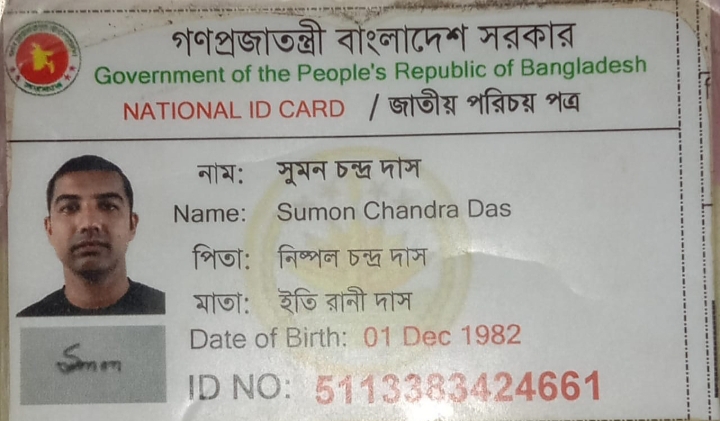 গণপ্রজাতন্ত্রী বাংলাদেশ সরকার
Government of the People's Republic of Bangladesh
NATIONAL ID CARD / জাতীয় পরিচয় পত্র
নাম: সুমন চন্দ্র দাস
Name: Sumon Chandra Das
পিতা: নিষ্পল চন্দ্র দাস
মাতা: ইতি রানী দাস
Date of Birth: 01 Dec 1982
Sumon
ID NO: 5113383424661